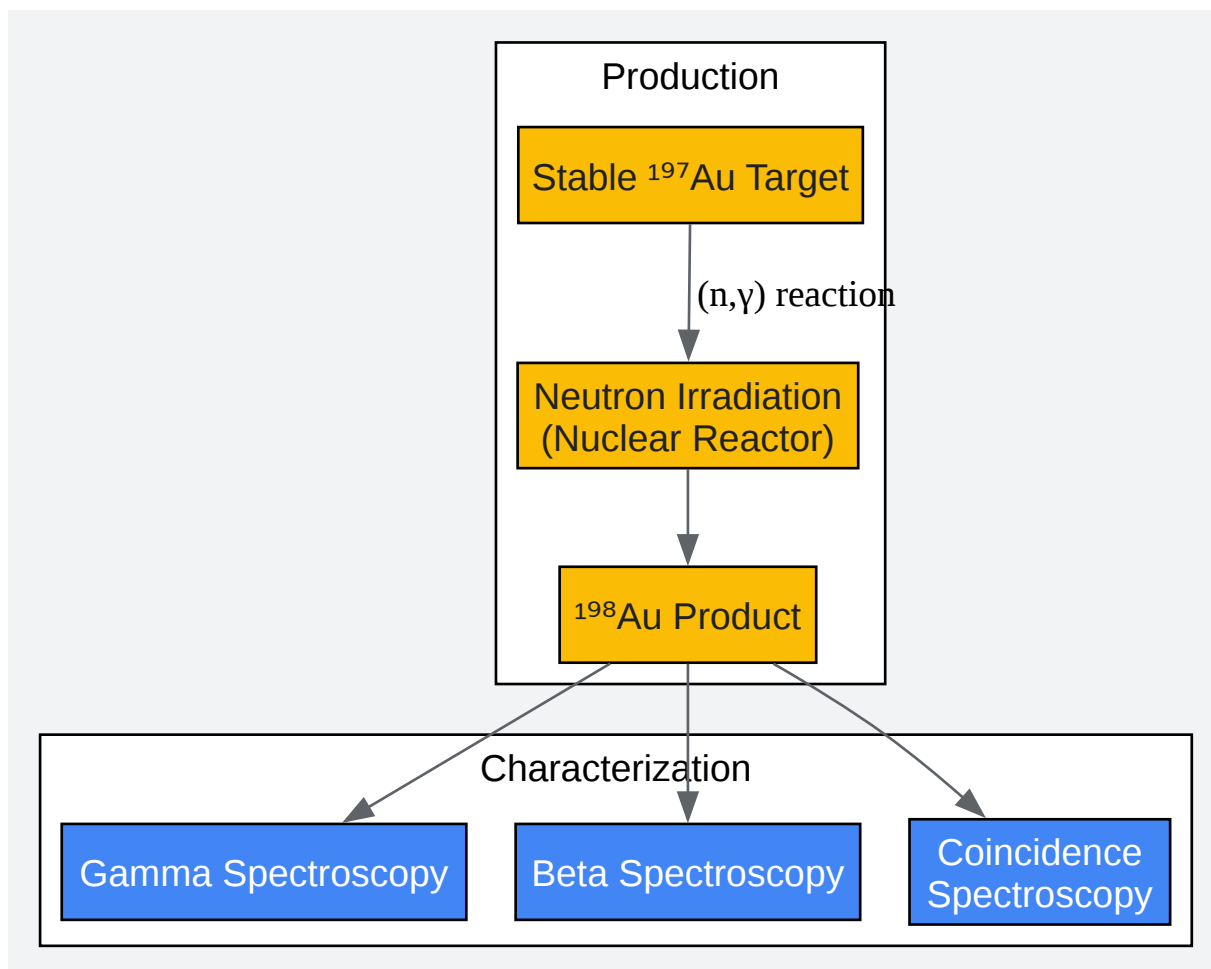 Production
Stable ¹⁹⁷Au Target
(n,γ) reaction
Neutron Irradiation
(Nuclear Reactor)
¹⁹⁸Au Product
Characterization
Gamma Spectroscopy
Beta Spectroscopy
Coincidence
Spectroscopy